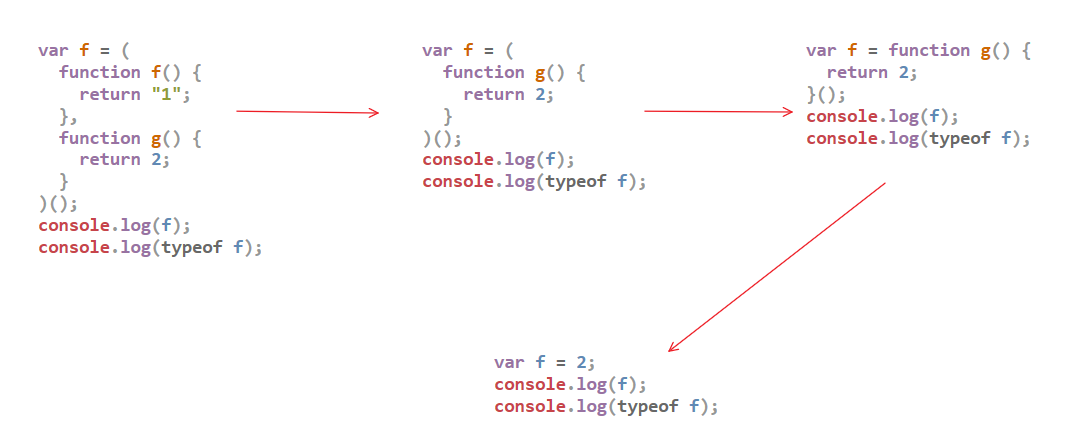 var f = (
  function f() {
    return "1";
  },
  function g() {
    return 2;
  }
)();
console.log(f);
console.log(typeof f);
var f = (
  function g() {
    return 2;
  }
)();
console.log(f);
console.log(typeof f);
var f = function g() {
  return 2;
}();
console.log(f);
console.log(typeof f);
var f = 2;
console.log(f);
console.log(typeof f);